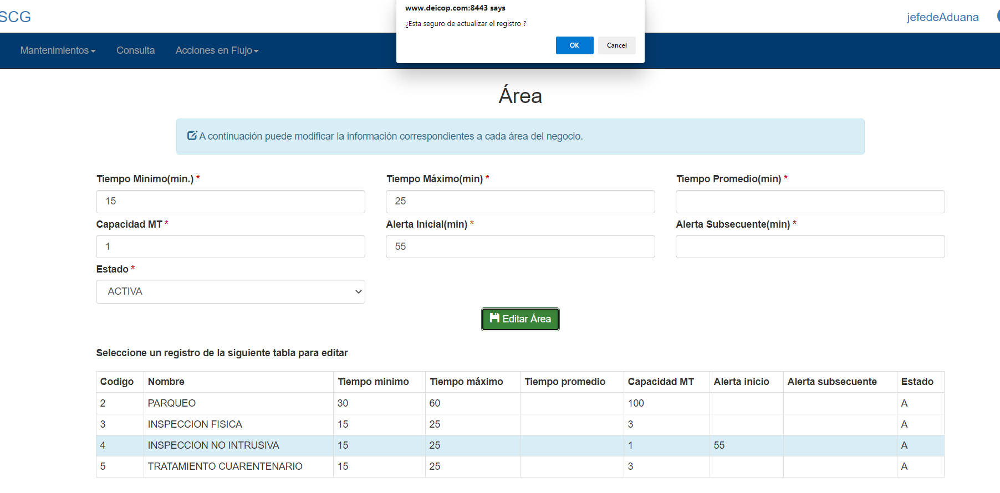 SCG
www.deicop.com:8443 says
¿Esta seguro de actualizar el registro ?
OK
Cancel
jefedeAduana
Mantenimientos
Consulta
Acciones en Flujo
Área
A continuación puede modificar la información correspondientes a cada área del negocio.
Tiempo Minimo(min.) *
Tiempo Máximo(min) *
Tiempo Promedio(min) *
15
25
Capacidad MT *
Alerta Inicial(min) *
Alerta Subsecuente(min) *
1
55
Estado *
ACTIVA
Editar Área
Seleccione un registro de la siguiente tabla para editar
Codigo Nombre Tiempo minimo Tiempo máximo Tiempo promedio Capacidad MT Alerta inicio Alerta subsecuente Estado
2 PARQUEO 30 60 100 A
3 INSPECCION FISICA 15 25 3 A
4 INSPECCION NO INTRUSIVA 15 25 1 55 A
5 TRATAMIENTO CUARENTENARIO 15 25 3 A